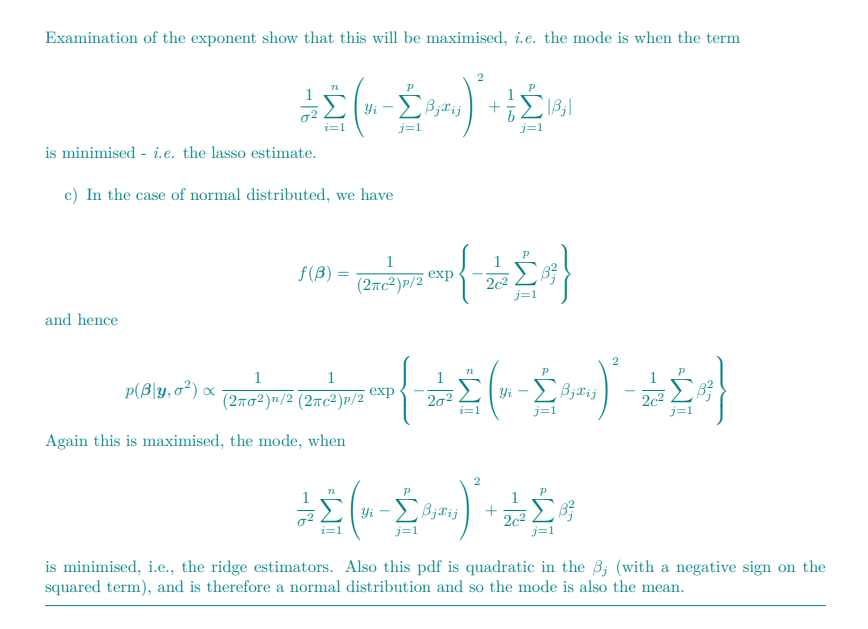 Examination of the exponent show that this will be maximised, i.e. the mode is when the term
$$\frac{1}{\sigma^2}\sum_{i=1}^{n}\left(y_i-\sum_{j=1}^{p}\beta_j x_{ij}\right)^2+\frac{1}{b}\sum_{j=1}^{p}|\beta_j|$$
is minimised - i.e. the lasso estimate.
c) In the case of normal distributed, we have
$$f(\boldsymbol{\beta})=\frac{1}{(2\pi c^2)^{p/2}}\exp\left\{-\frac{1}{2c^2}\sum_{j=1}^{p}\beta_j^2\right\}$$
and hence
$$p(\boldsymbol{\beta}|\boldsymbol{y},\sigma^2)\propto\frac{1}{(2\pi\sigma^2)^{n/2}}\frac{1}{(2\pi c^2)^{p/2}}\exp\left\{-\frac{1}{2\sigma^2}\sum_{i=1}^{n}\left(y_i-\sum_{j=1}^{p}\beta_j x_{ij}\right)^2-\frac{1}{2c^2}\sum_{j=1}^{p}\beta_j^2\right\}$$
Again this is maximised, the mode, when
$$\frac{1}{\sigma^2}\sum_{i=1}^{n}\left(y_i-\sum_{j=1}^{p}\beta_j x_{ij}\right)^2+\frac{1}{2c^2}\sum_{j=1}^{p}\beta_j^2$$
is minimised, i.e., the ridge estimators. Also this pdf is quadratic in the $\beta_j$ (with a negative sign on the
squared term), and is therefore a normal distribution and so the mode is also the mean.